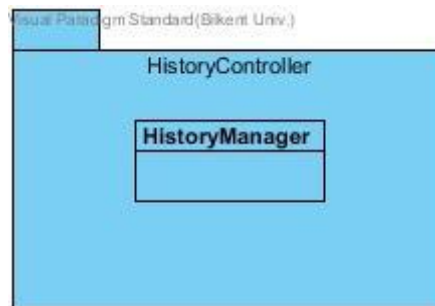 Visual Paradigm Standard(Bilkent Univ.)
HistoryController
HistoryManager